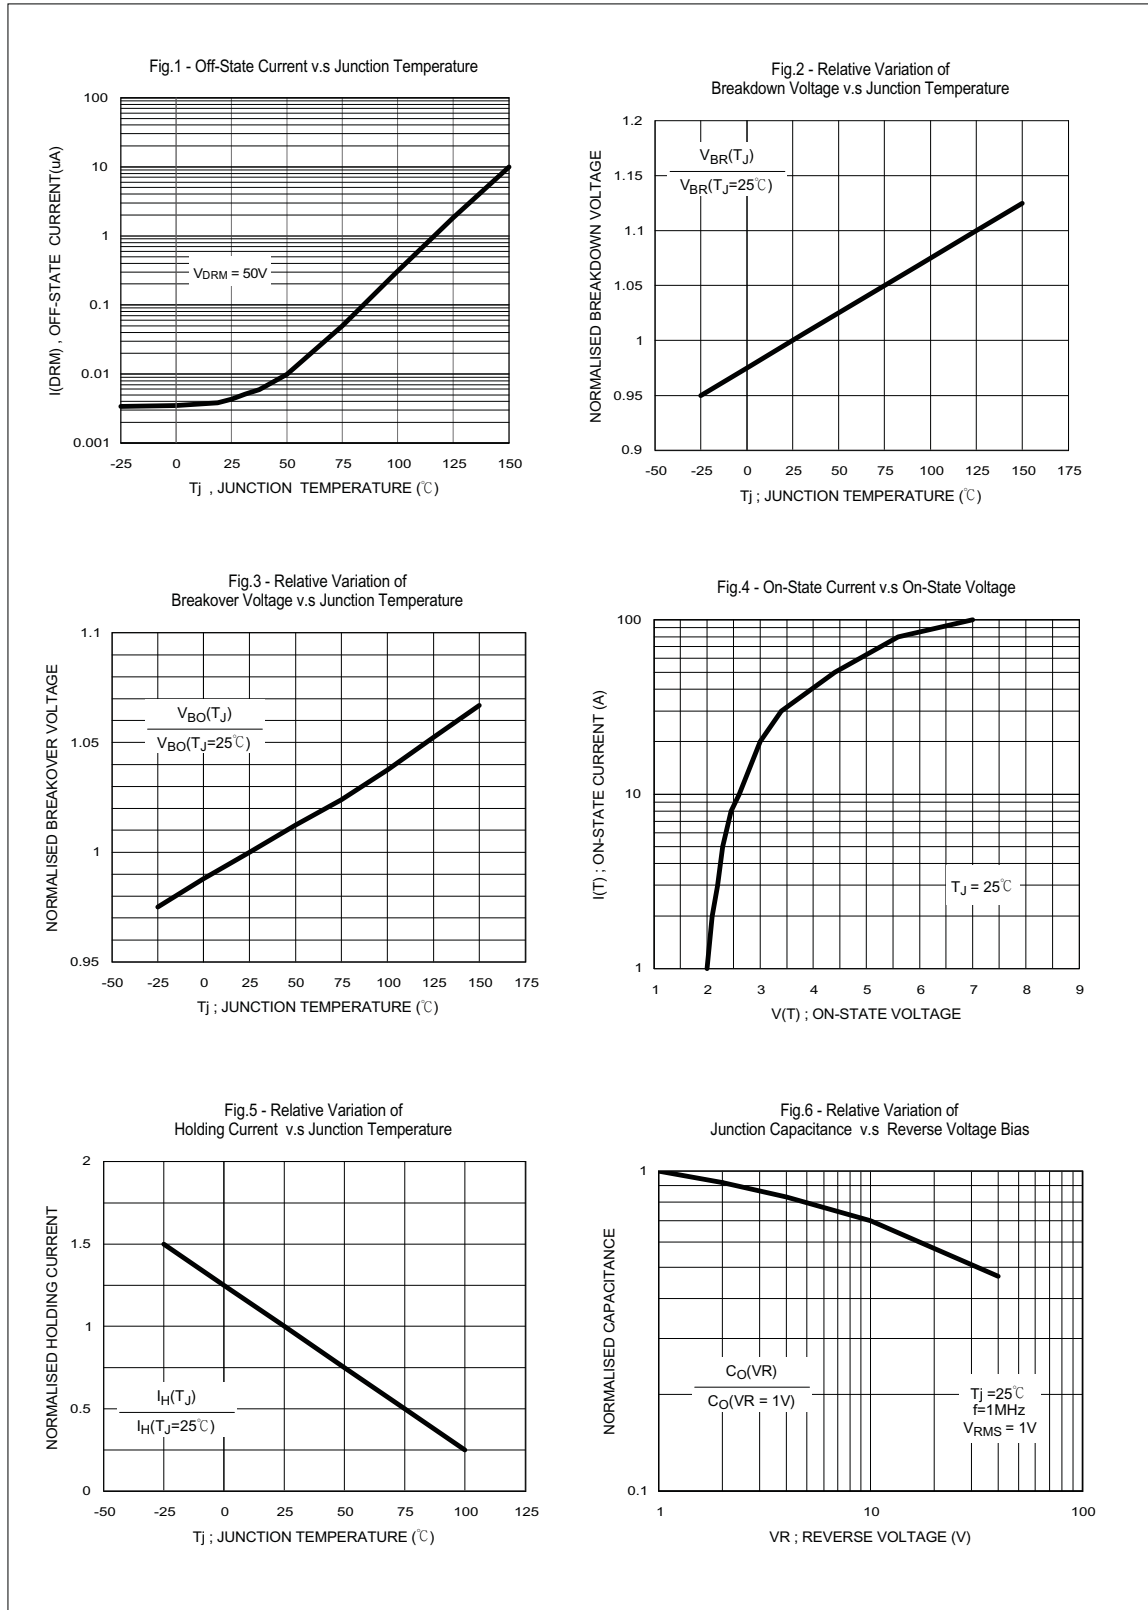 Fig.1 - Off-State Current v.s Junction Temperature
100
10
1
0.1
0.01
0.001
I(DRM) , OFF-STATE CURRENT(uA)
VDRM = 50V
-25 0 25 50 75 100 125 150
Tj , JUNCTION TEMPERATURE (℃)
Fig.2 - Relative Variation of
Breakdown Voltage v.s Junction Temperature
1.2
1.15
1.1
1.05
1
0.95
0.9
NORMALISED BREAKDOWN VOLTAGE
VBR(TJ)
VBR(TJ=25℃)
-50 -25 0 25 50 75 100 125 150 175
Tj ; JUNCTION TEMPERATURE (℃)
Fig.3 - Relative Variation of
Breakover Voltage v.s Junction Temperature
1.1
1.05
1
0.95
NORMALISED BREAKOVER VOLTAGE
VBO(TJ)
VBO(TJ=25℃)
-50 -25 0 25 50 75 100 125 150 175
Tj ; JUNCTION TEMPERATURE (℃)
Fig.4 - On-State Current v.s On-State Voltage
100
10
1
I(T) ; ON-STATE CURRENT (A)
TJ = 25℃
1 2 3 4 5 6 7 8 9
V(T) ; ON-STATE VOLTAGE
Fig.5 - Relative Variation of
Holding Current v.s Junction Temperature
2
1.5
1
0.5
0
NORMALISED HOLDING CURRENT
IH(TJ)
IH(TJ=25℃)
-50 -25 0 25 50 75 100 125
Tj ; JUNCTION TEMPERATURE (℃)
Fig.6 - Relative Variation of
Junction Capacitance v.s Reverse Voltage Bias
1
0.1
NORMALISED CAPACITANCE
CO(VR)
CO(VR = 1V)
Tj =25℃
f=1MHz
VRMS = 1V
1 10 100
VR ; REVERSE VOLTAGE (V)